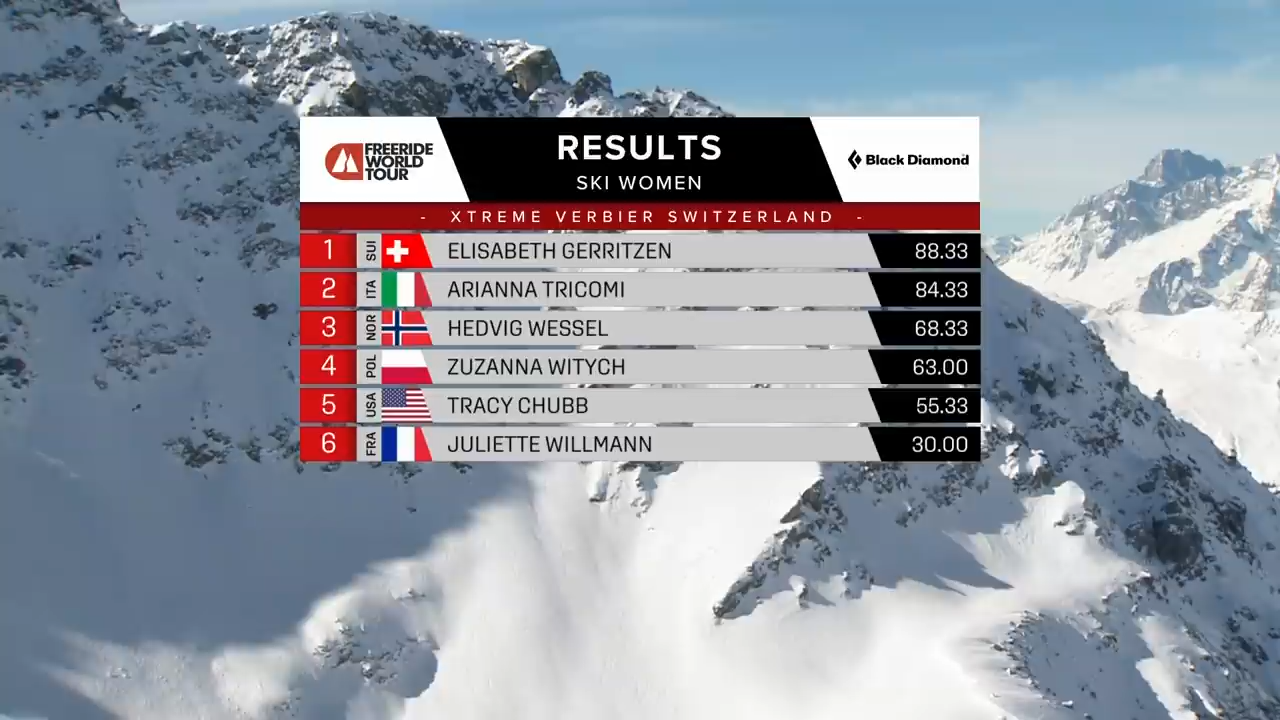 FREERIDE
WORLD
TOUR
RESULTS
SKI WOMEN
Black Diamond
- XTREME VERBIER SWITZERLAND -
1 SUI ELISABETH GERRITZEN 88.33
2 ITA ARIANNA TRICOMI 84.33
3 NOR HEDVIG WESSEL 68.33
4 POL ZUZANNA WITYCH 63.00
5 USA TRACY CHUBB 55.33
6 FRA JULIETTE WILLMANN 30.00